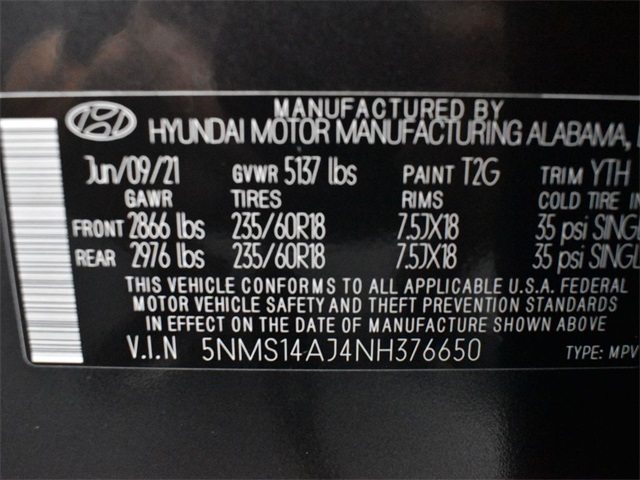 MANUFACTURED BY
HYUNDAI MOTOR MANUFACTURING ALABAMA,
Jun/09/21 GVWR 5137 lbs PAINT T2G TRIM YTH
GAWR TIRES RIMS COLD TIRE
FRONT 2866 lbs 235/60R18 7.5JX18 35 psi SINGL
REAR 2976 lbs 235/60R18 7.5JX18 35 psi SINGL
THIS VEHICLE CONFORMS TO ALL APPLICABLE U.S.A. FEDERAL
MOTOR VEHICLE SAFETY AND THEFT PREVENTION STANDARDS
IN EFFECT ON THE DATE OF MANUFACTURE SHOWN ABOVE
V.I.N 5NMS14AJ4NH376650 TYPE: MPV